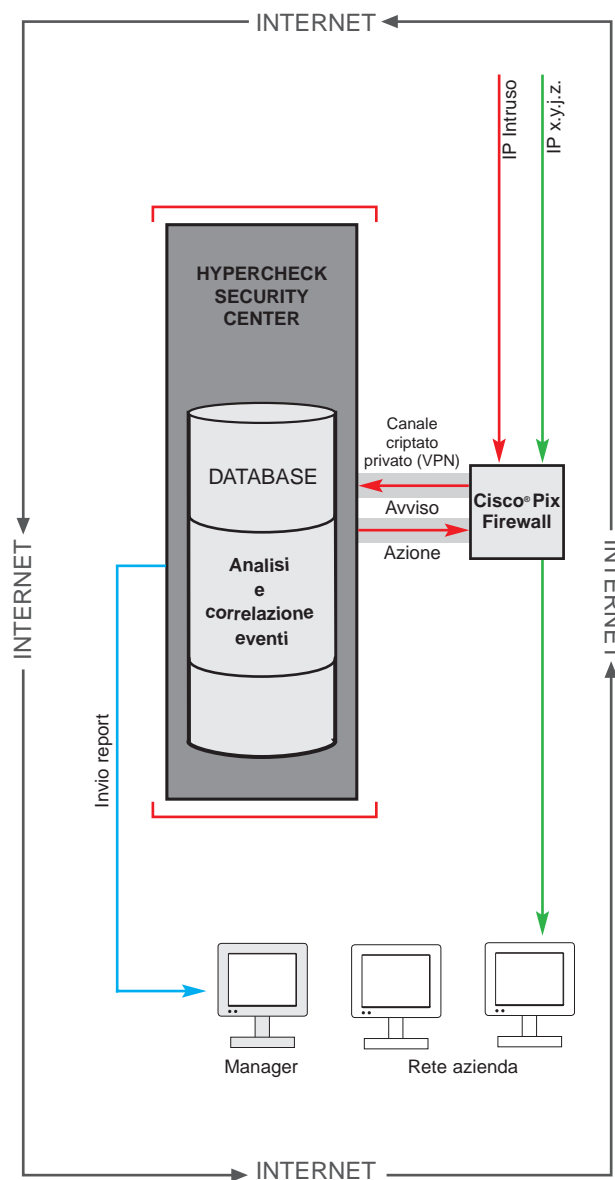 INTERNET
IP Intruso
IP x.y.j.z.
HYPERCHECK
SECURITY
CENTER
Canale
criptato
privato (VPN)
DATABASE
Avviso
Cisco® Pix
Firewall
Azione
INTERNET
INTERNET
Analisi
e
correlazione
eventi
Invio report
Manager
Rete azienda
INTERNET